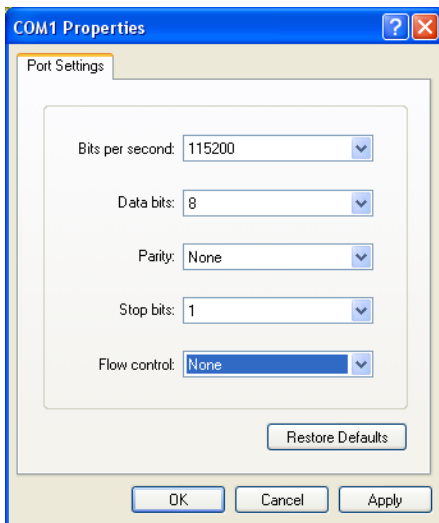 COM1 Properties
Port Settings
Bits per second: 115200
Data bits: 8
Parity: None
Stop bits: 1
Flow control: None
Restore Defaults
OK Cancel Apply